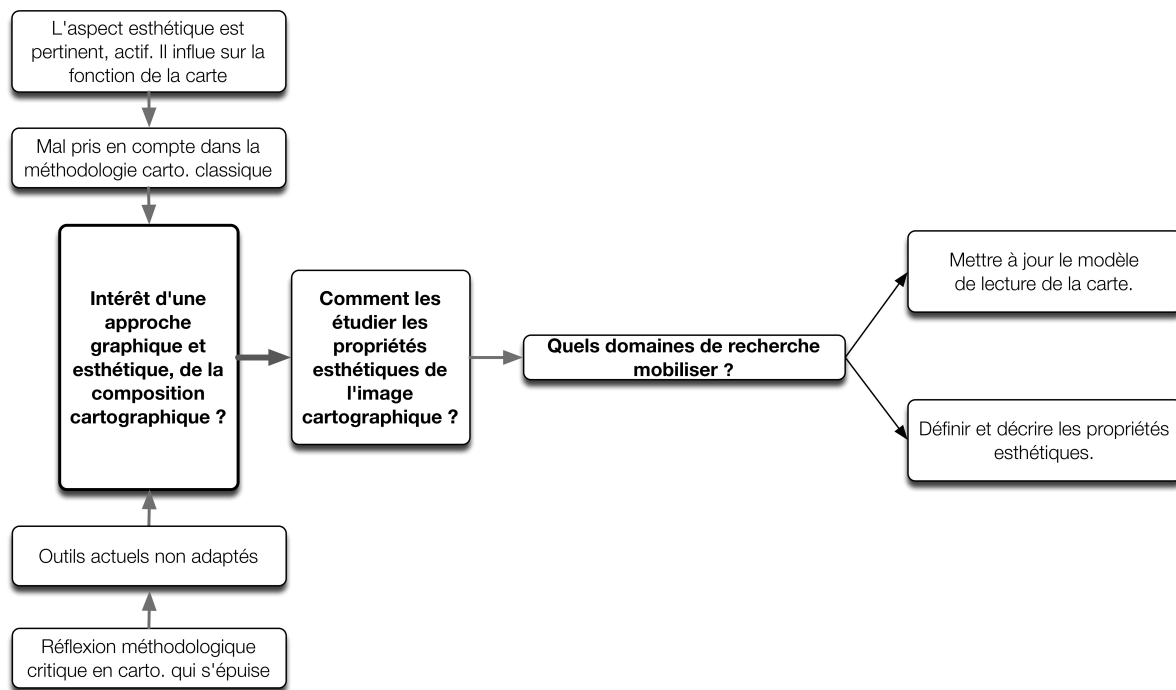 L'aspect esthétique est
pertinent, actif. Il influe sur la
fonction de la carte
Mal pris en compte dans la
méthodologie carto. classique
Intérêt d'une
approche
graphique et
esthétique, de la
composition
cartographique ?
Comment les
étudier les
propriétés
esthétiques de
l'image
cartographique ?
Quels domaines de recherche
mobiliser ?
Mettre à jour le modèle
de lecture de la carte.
Définir et décrire les propriétés
esthétiques.
Outils actuels non adaptés
Réflexion méthodologique
critique en carto. qui s'épuise